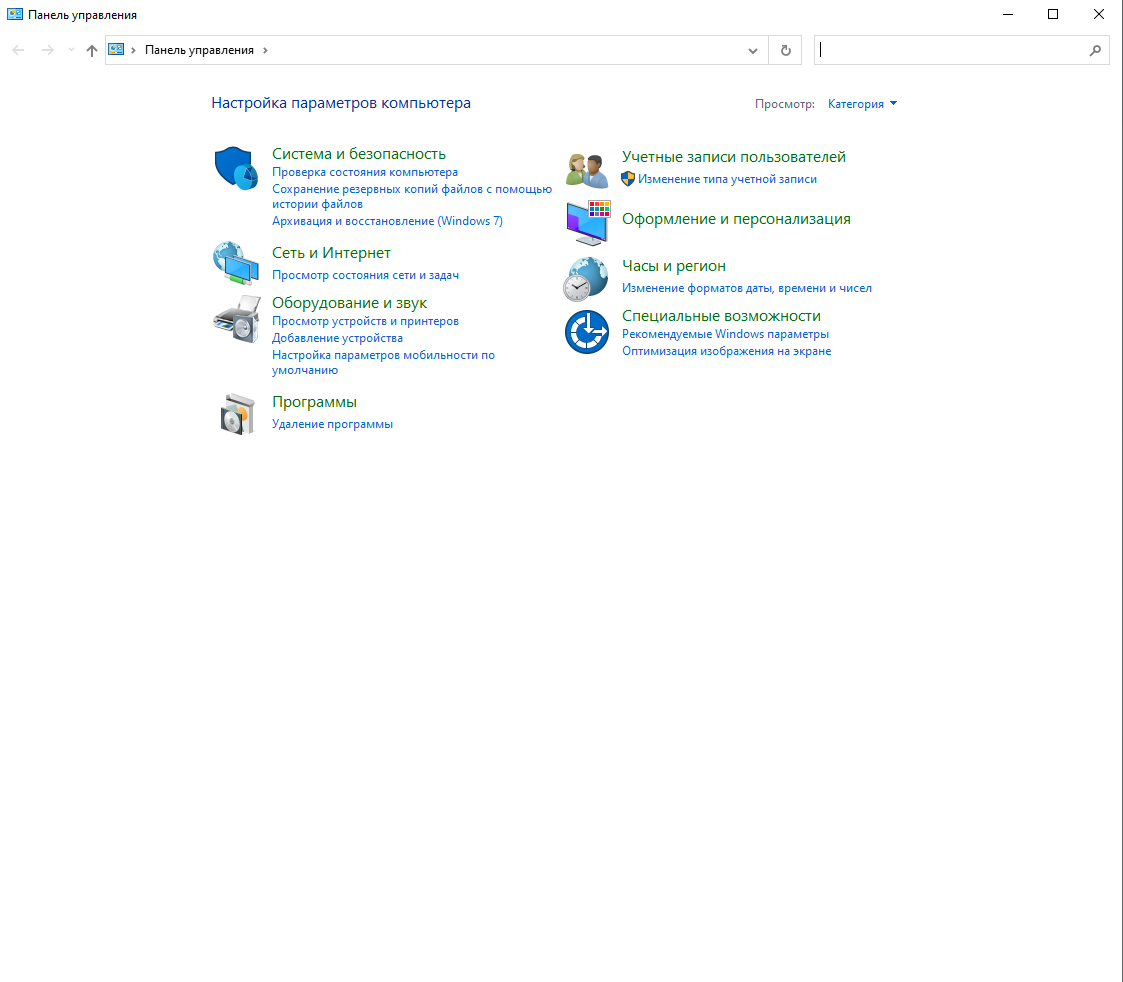 Панель управления
Панель управления
Настройка параметров компьютера
Просмотр: Категория
Система и безопасность
Проверка состояния компьютера
Сохранение резервных копий файлов с помощью
истории файлов
Архивация и восстановление (Windows 7)
Сеть и Интернет
Просмотр состояния сети и задач
Оборудование и звук
Просмотр устройств и принтеров
Добавление устройства
Настройка параметров мобильности по
умолчанию
Программы
Удаление программы
Учетные записи пользователей
Изменение типа учетной записи
Оформление и персонализация
Часы и регион
Изменение форматов даты, времени и чисел
Специальные возможности
Рекомендуемые Windows параметры
Оптимизация изображения на экране